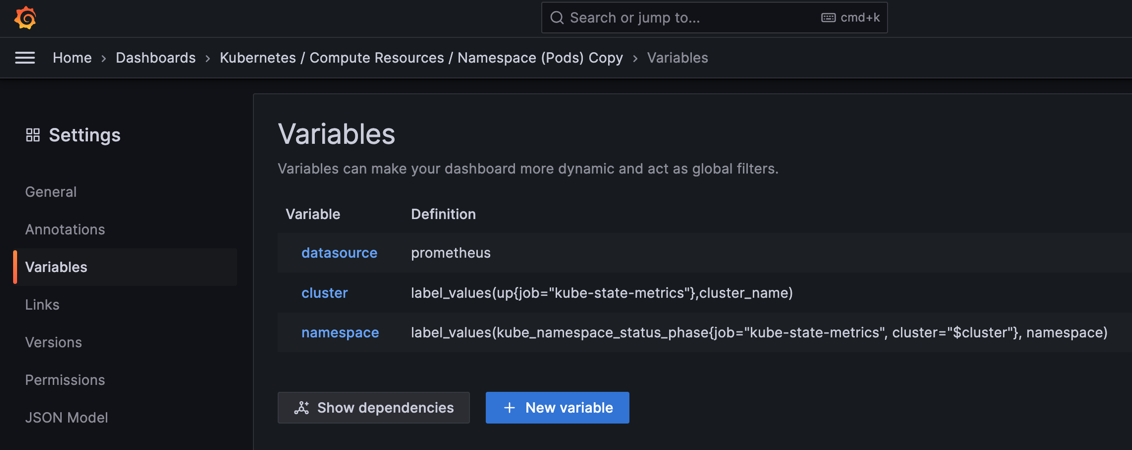 Search or jump to... cmd+k
Home > Dashboards > Kubernetes / Compute Resources / Namespace (Pods) Copy > Variables
Settings
General
Annotations
Variables
Links
Versions
Permissions
JSON Model
Variables
Variables can make your dashboard more dynamic and act as global filters.
Variable Definition
datasource prometheus
cluster label_values(up{job="kube-state-metrics"},cluster_name)
namespace label_values(kube_namespace_status_phase{job="kube-state-metrics", cluster="$cluster"}, namespace)
Show dependencies + New variable